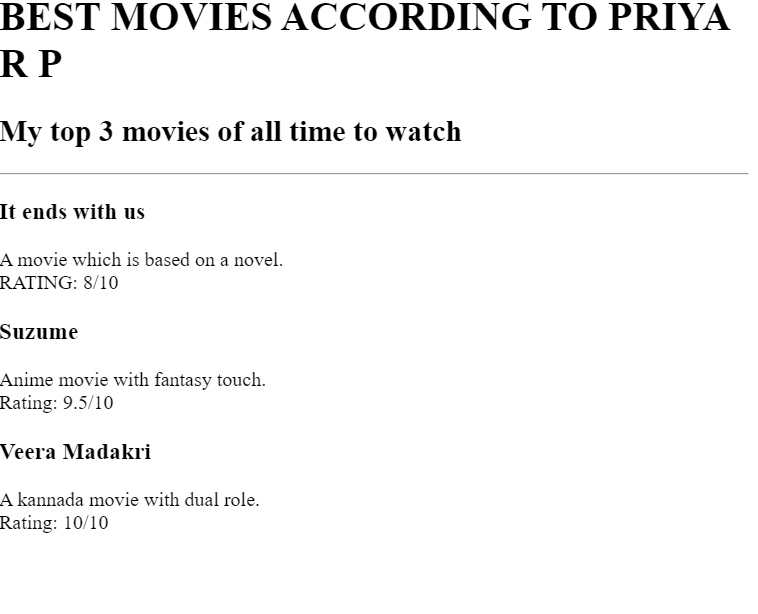 BEST MOVIES ACCORDING TO PRIYA
R P
My top 3 movies of all time to watch
It ends with us
A movie which is based on a novel.
RATING: 8/10
Suzume
Anime movie with fantasy touch.
Rating: 9.5/10
Veera Madakri
A kannada movie with dual role.
Rating: 10/10